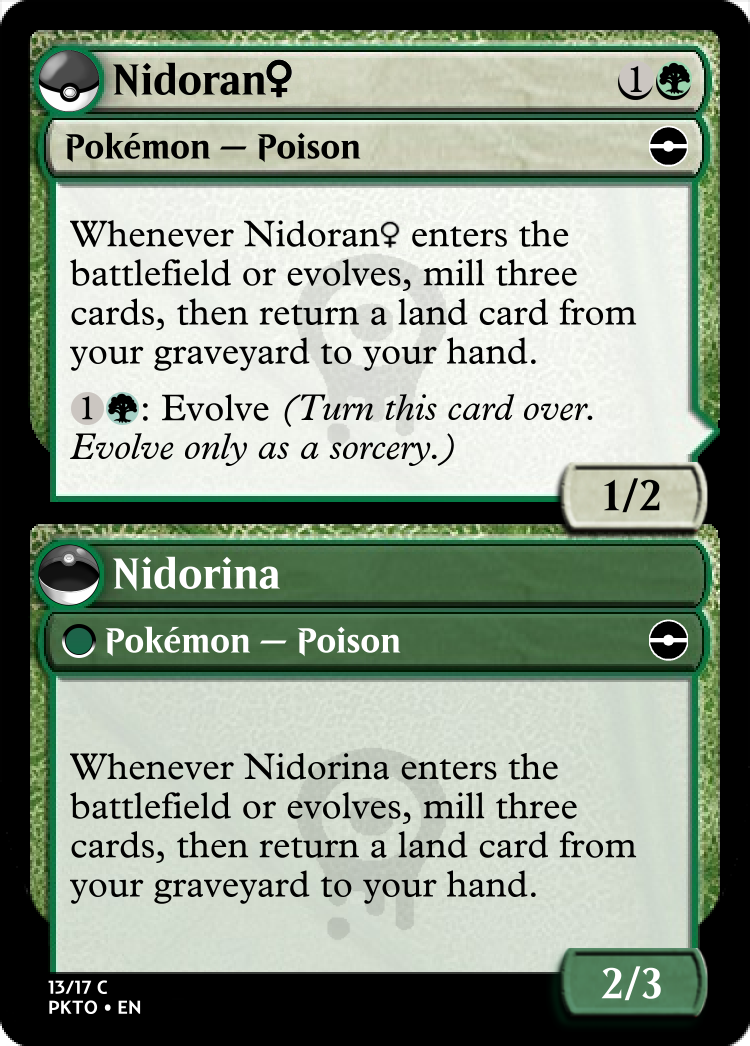 Nidoran♀ 1
Pokémon — Poison
Whenever Nidoran♀ enters the
battlefield or evolves, mill three
cards, then return a land card from
your graveyard to your hand.
1 : Evolve (Turn this card over.
Evolve only as a sorcery.)
1/2
Nidorina
Pokémon — Poison
Whenever Nidorina enters the
battlefield or evolves, mill three
cards, then return a land card from
your graveyard to your hand.
2/3
13/17 C
PKTO • EN